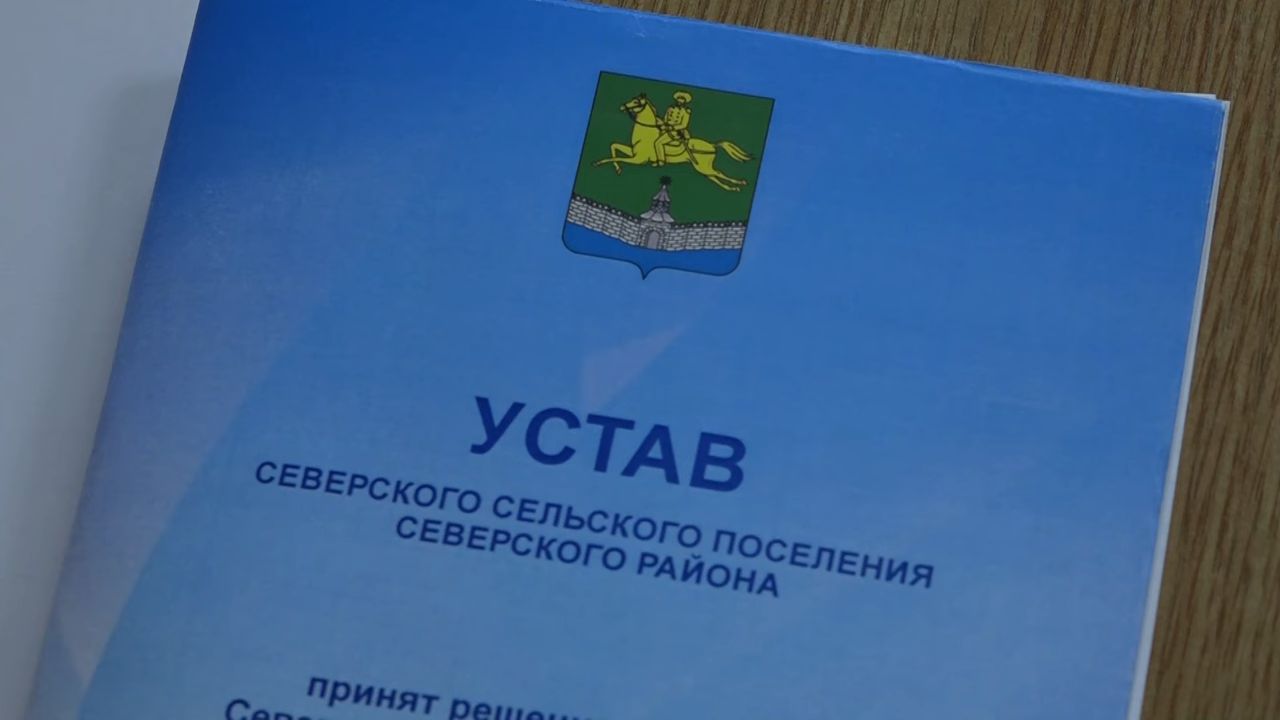 УСТАВ
СЕВЕРСКОГО СЕЛЬСКОГО ПОСЕЛЕНИЯ
СЕВЕРСКОГО РАЙОНА
принят